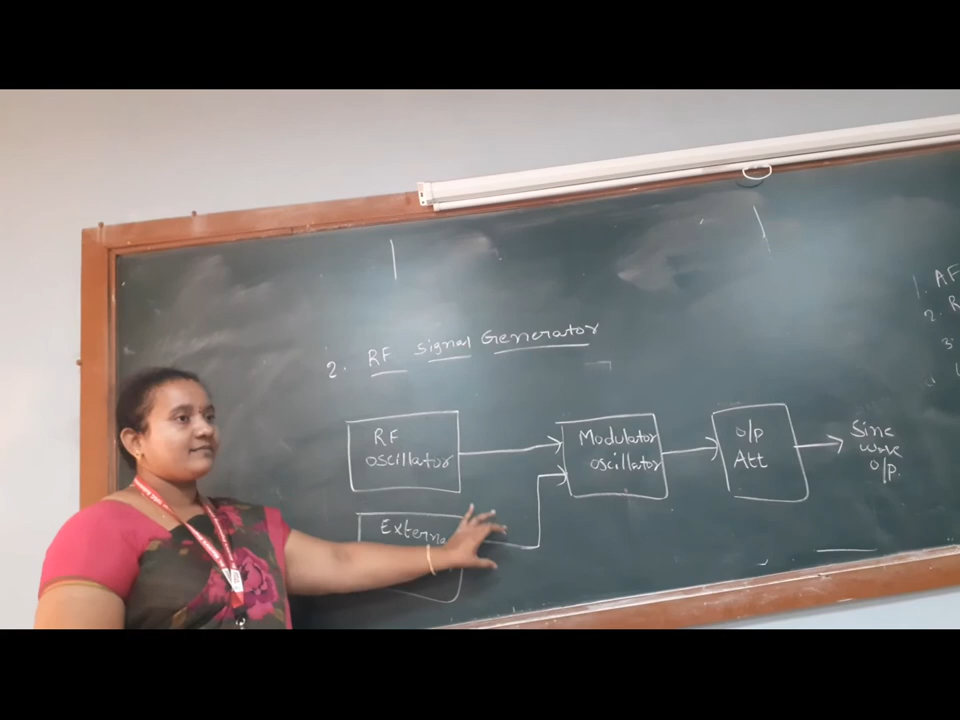 2. RF Signal Generator
RF
oscillator
Externa
Modulator
oscillator
o/p
Att
Sine
wave
o/p.
1. AF
2. R
3